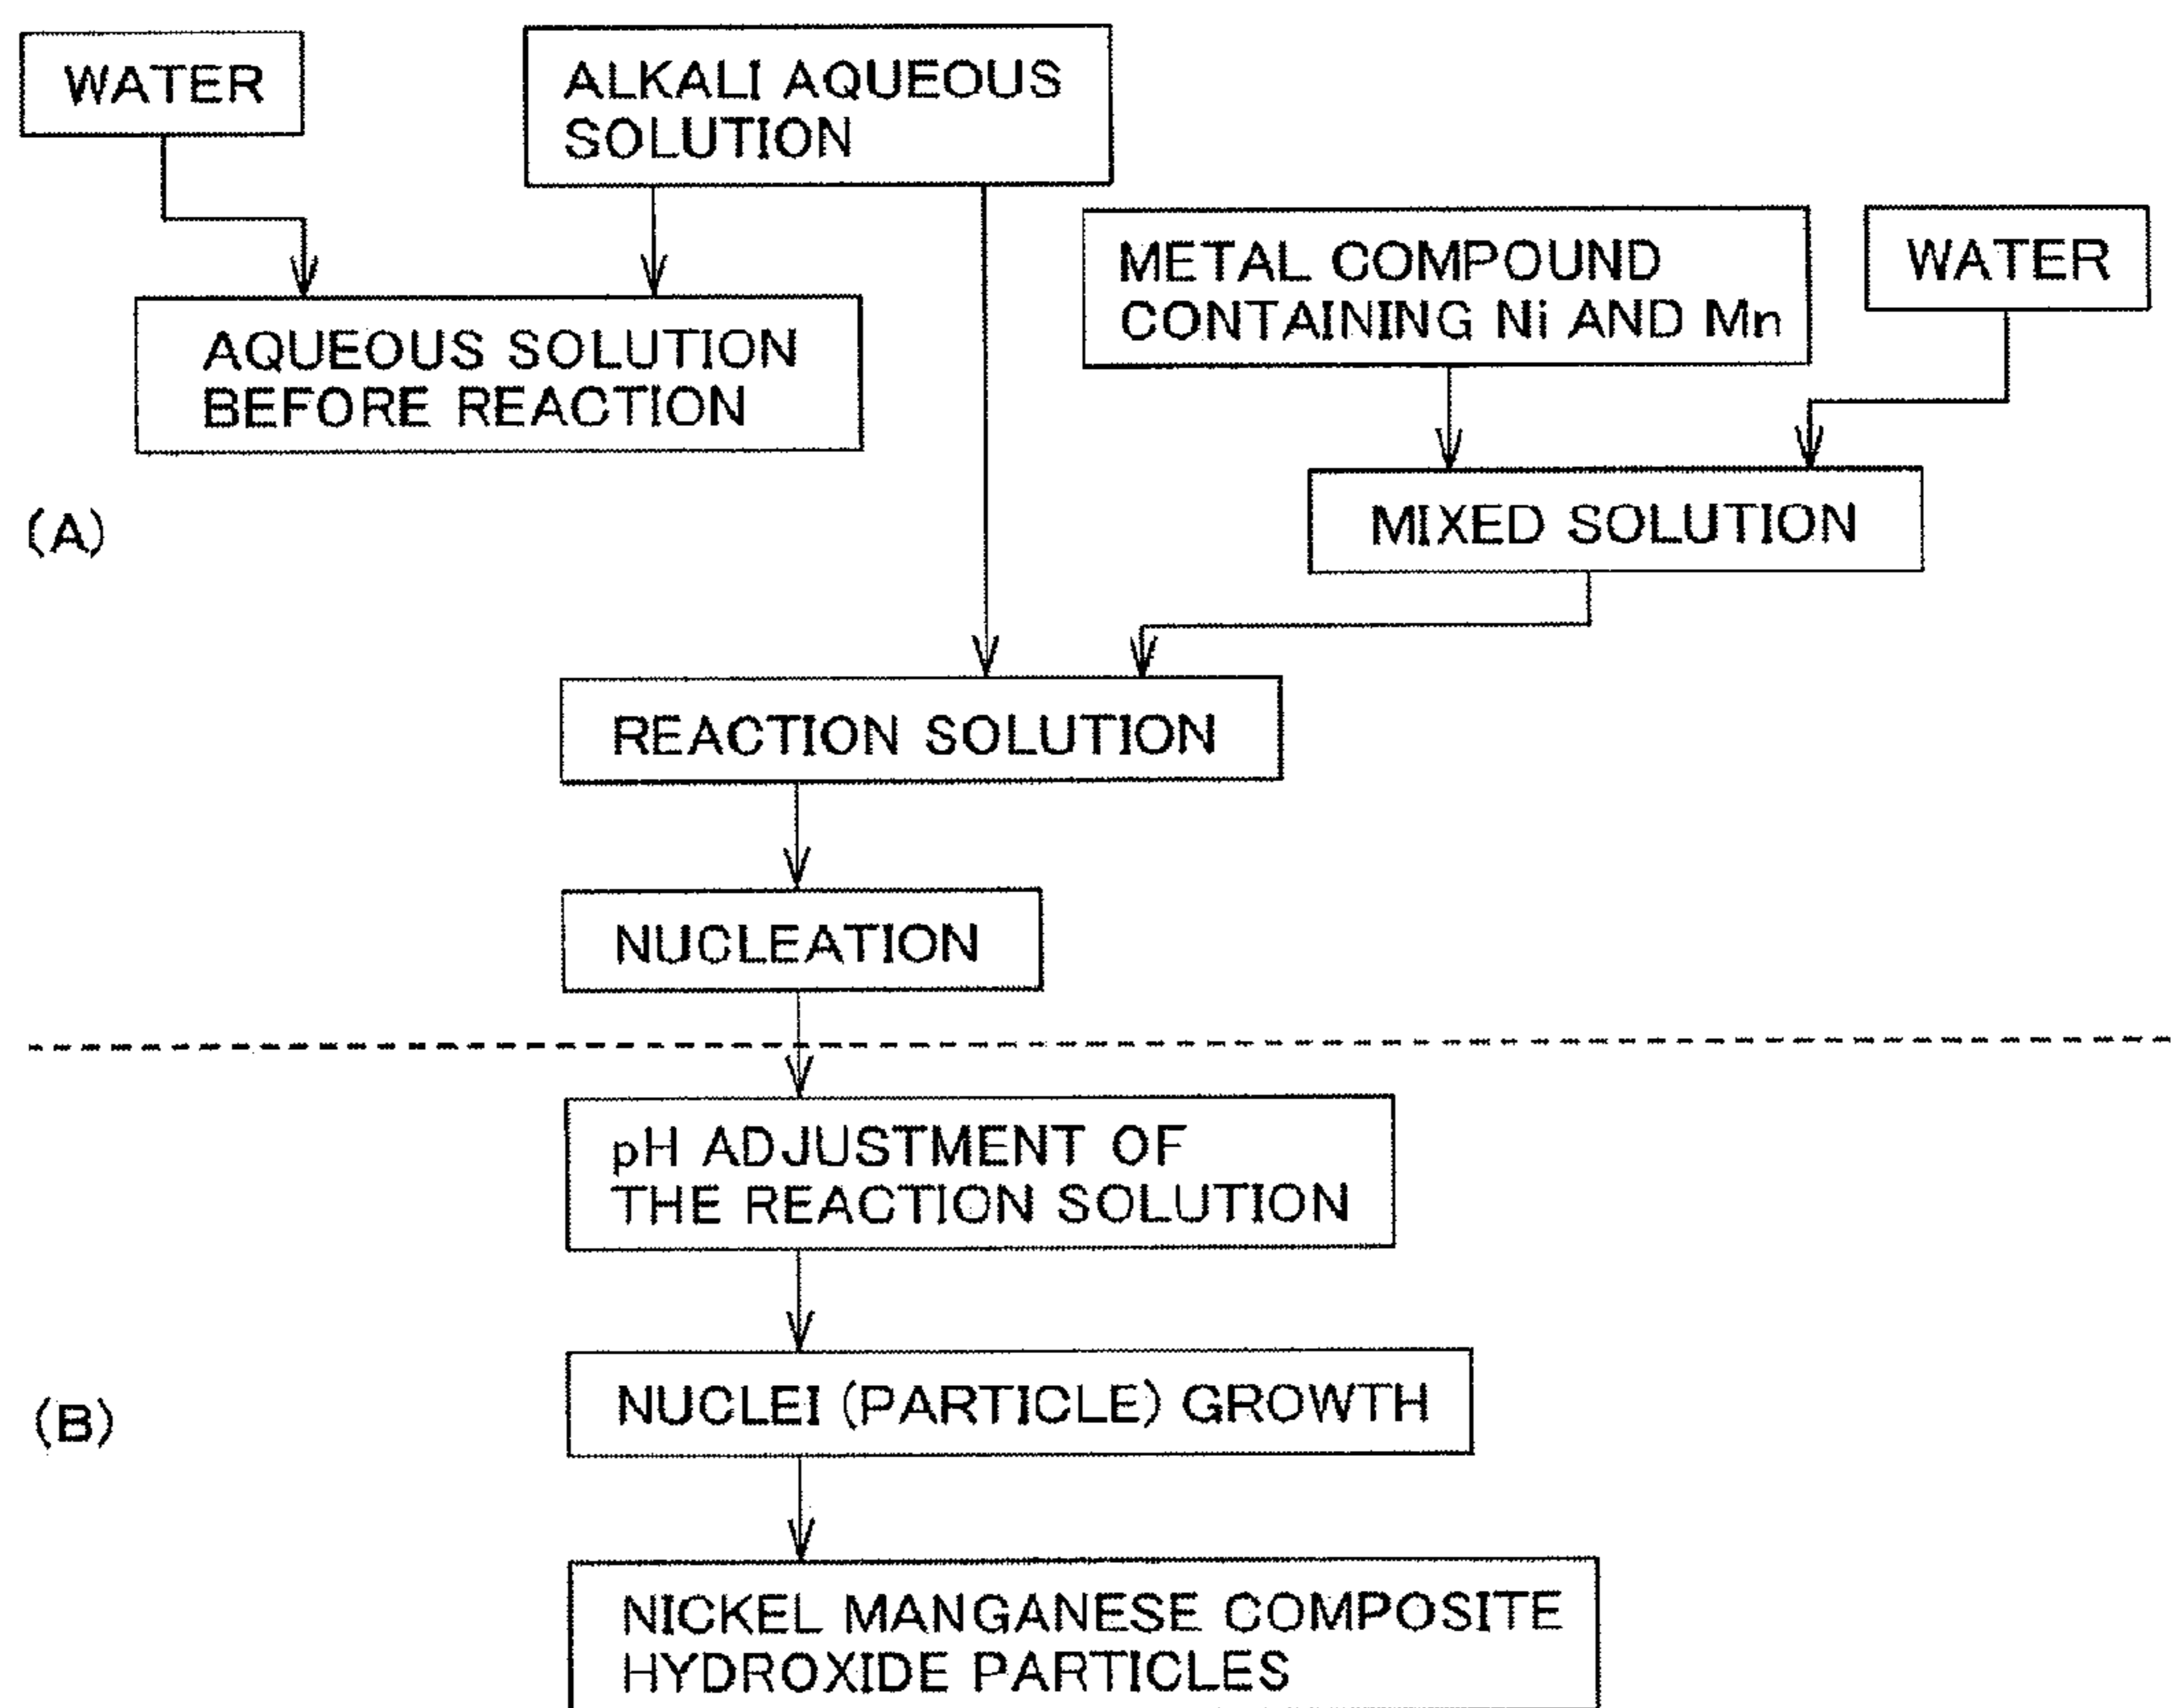 WATER
ALKALI AQUEOUS
SOLUTION
METAL COMPOUND
CONTAINING Ni AND Mn
WATER
AQUEOUS SOLUTION
BEFORE REACTION
MIXED SOLUTION
(A)
REACTION SOLUTION
NUCLEATION
pH ADJUSTMENT OF
THE REACTION SOLUTION
NUCLEI (PARTICLE) GROWTH
(B)
NICKEL MANGANESE COMPOSITE
HYDROXIDE PARTICLES